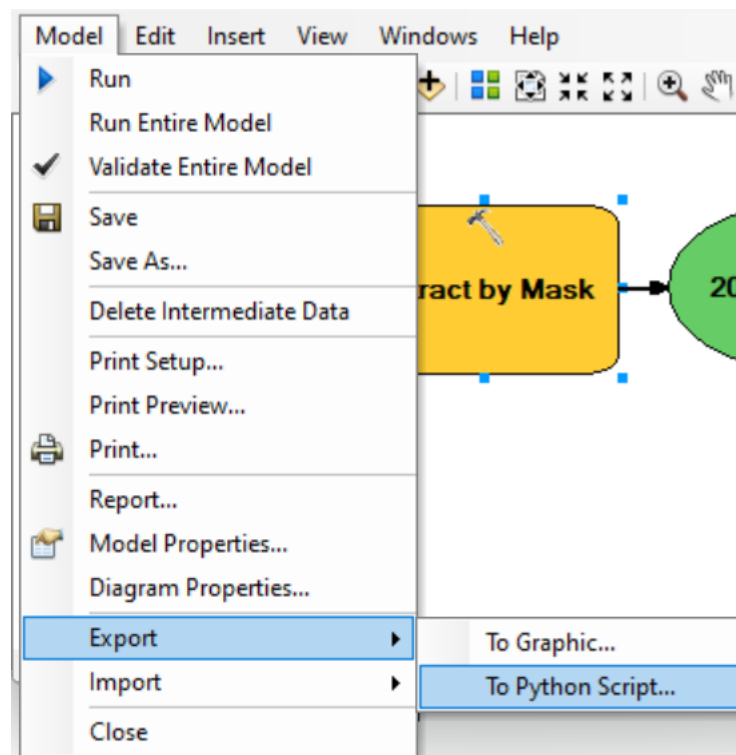 Model Edit Insert View Windows Help
Run
Run Entire Model
Validate Entire Model
Save
Save As...
ract by Mask
20
Delete Intermediate Data
Print Setup...
Print Preview...
Print...
Report...
Model Properties...
Diagram Properties...
Export
To Graphic...
Import
To Python Script...
Close